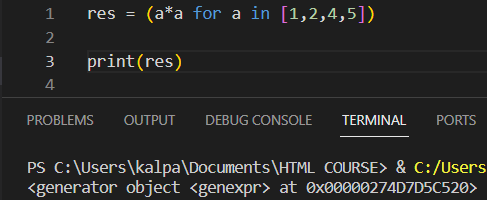 1 res = (a*a for a in [1,2,4,5])
2
3 print(res)
4
PROBLEMS OUTPUT DEBUG CONSOLE TERMINAL PORTS
PS C:\Users\kalpa\Documents\HTML COURSE> & C:/Users
<generator object <genexpr> at 0x00000274D7D5C520>